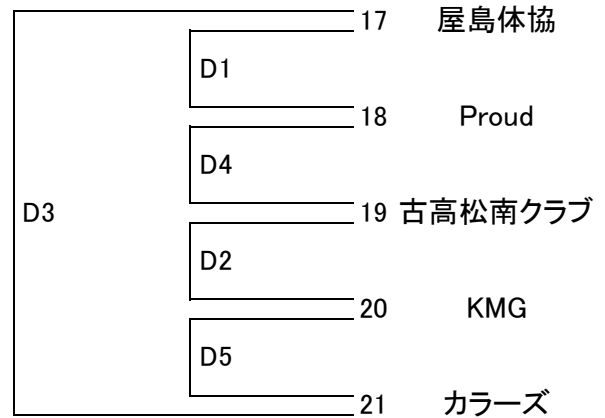 17 屋島体協
D1
18 Proud
D4
D3
19 古高松南クラブ
D2
20 KMG
D5
21 カラーズ